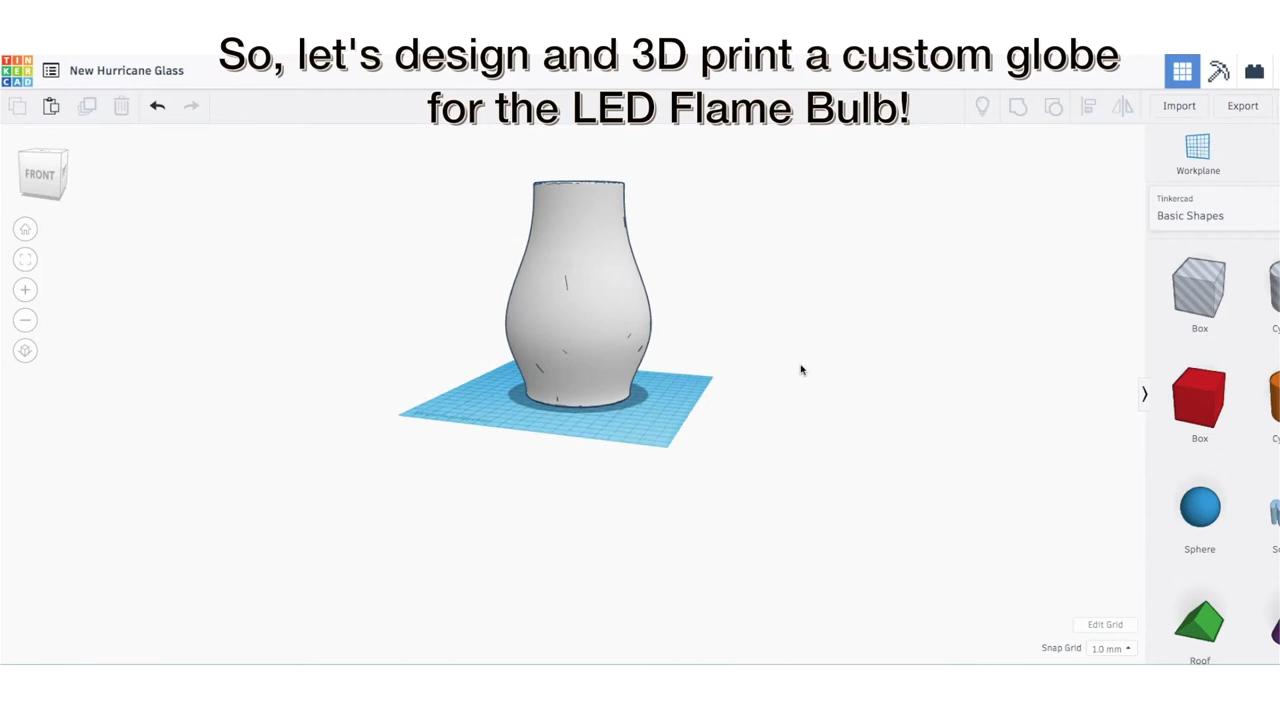 So, let's design and 3D print a custom globe
for the LED Flame Bulb!
TIN
KER
CAD
New Hurricane Glass
Import
Export
FRONT
Workplane
Tinkercad
Basic Shapes
Box
Box
Sphere
Roof
Edit Grid
Snap Grid 1.0 mm